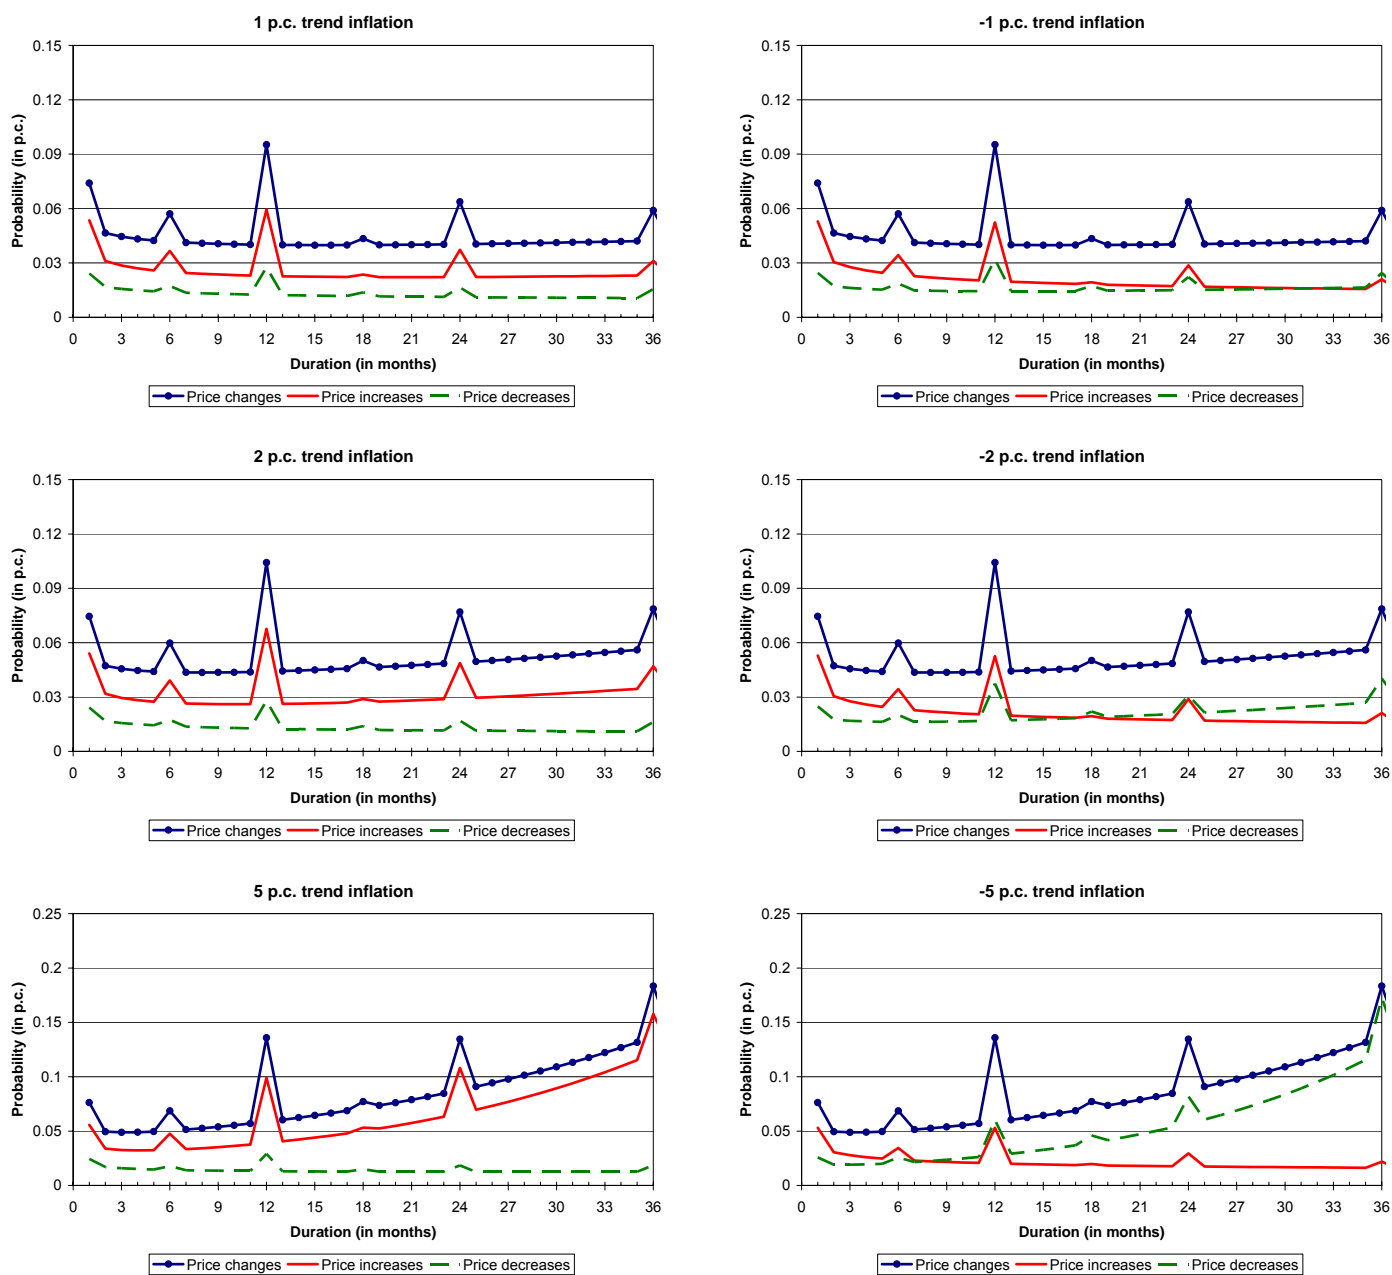 1 p.c. trend inflation
0.15
0.12
0.09
0.06
0.03
0
Probability (in p.c.)
0 3 6 9 12 15 18 21 24 27 30 33 36
Duration (in months)
Price changes Price increases Price decreases
-1 p.c. trend inflation
0.15
0.12
0.09
0.06
0.03
0
Probability (in p.c.)
0 3 6 9 12 15 18 21 24 27 30 33 36
Duration (in months)
Price changes Price increases Price decreases
2 p.c. trend inflation
0.15
0.12
0.09
0.06
0.03
0
Probability (in p.c.)
0 3 6 9 12 15 18 21 24 27 30 33 36
Duration (in months)
Price changes Price increases Price decreases
-2 p.c. trend inflation
0.15
0.12
0.09
0.06
0.03
0
Probability (in p.c.)
0 3 6 9 12 15 18 21 24 27 30 33 36
Duration (in months)
Price changes Price increases Price decreases
5 p.c. trend inflation
0.25
0.2
0.15
0.1
0.05
0
Probability (in p.c.)
0 3 6 9 12 15 18 21 24 27 30 33 36
Duration (in months)
Price changes Price increases Price decreases
-5 p.c. trend inflation
0.25
0.2
0.15
0.1
0.05
0
Probability (in p.c.)
0 3 6 9 12 15 18 21 24 27 30 33 36
Duration (in months)
Price changes Price increases Price decreases